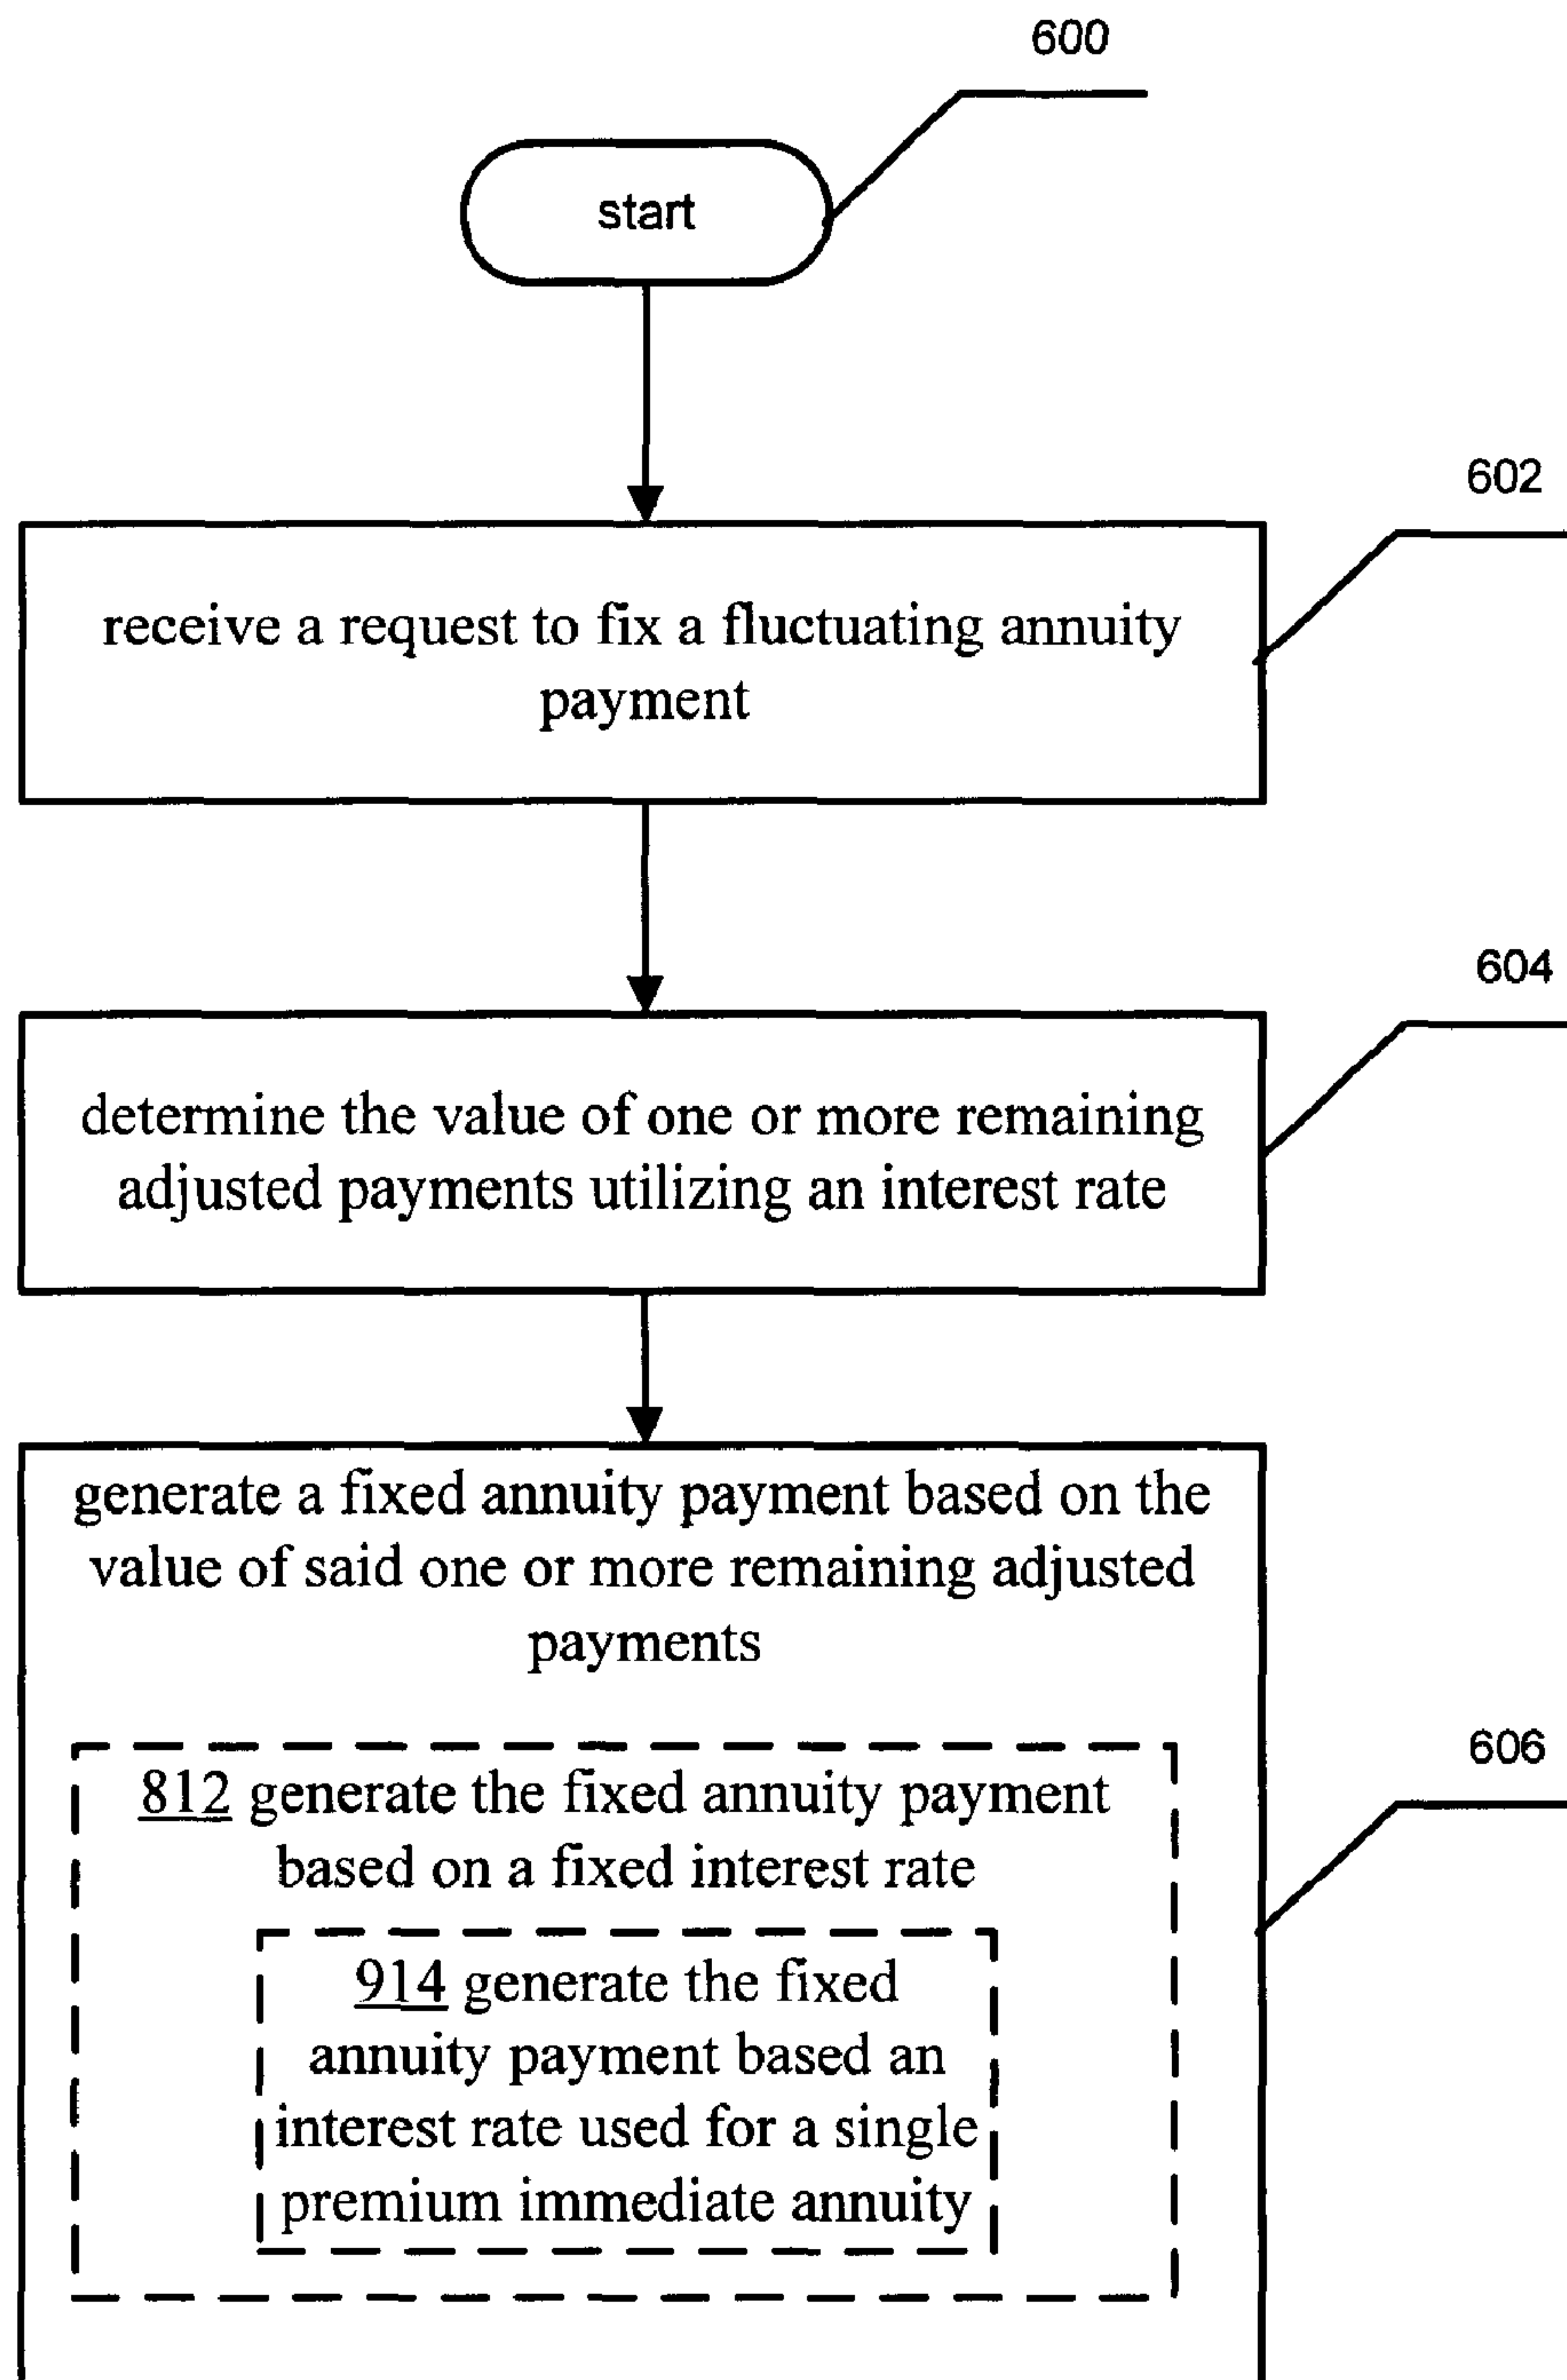 600
start
602
receive a request to fix a fluctuating annuity
payment
604
determine the value of one or more remaining
adjusted payments utilizing an interest rate
generate a fixed annuity payment based on the
value of said one or more remaining adjusted
payments
606
812 generate the fixed annuity payment
based on a fixed interest rate
914 generate the fixed
annuity payment based an
interest rate used for a single
premium immediate annuity